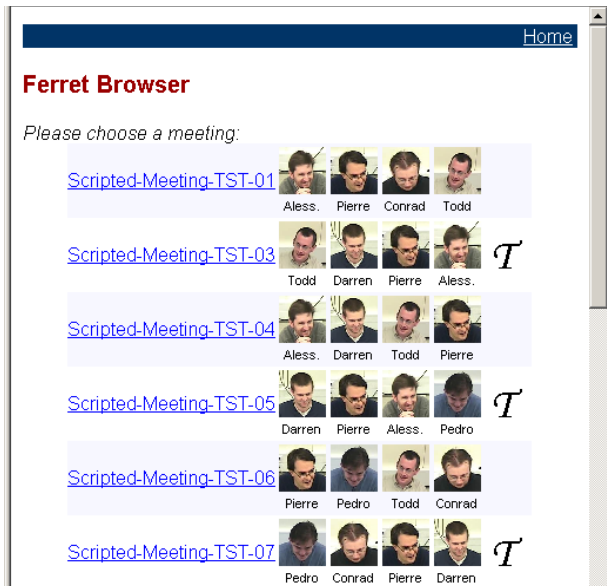 Home
Ferret Browser
Please choose a meeting:
Scripted-Meeting-TST-01
Aless. Pierre Conrad Todd
Scripted-Meeting-TST-03 T
Todd Darren Pierre Aless.
Scripted-Meeting-TST-04
Aless. Darren Todd Pierre
Scripted-Meeting-TST-05 T
Darren Pierre Aless. Pedro
Scripted-Meeting-TST-06
Pierre Pedro Todd Conrad
Scripted-Meeting-TST-07 T
Pedro Conrad Pierre Darren